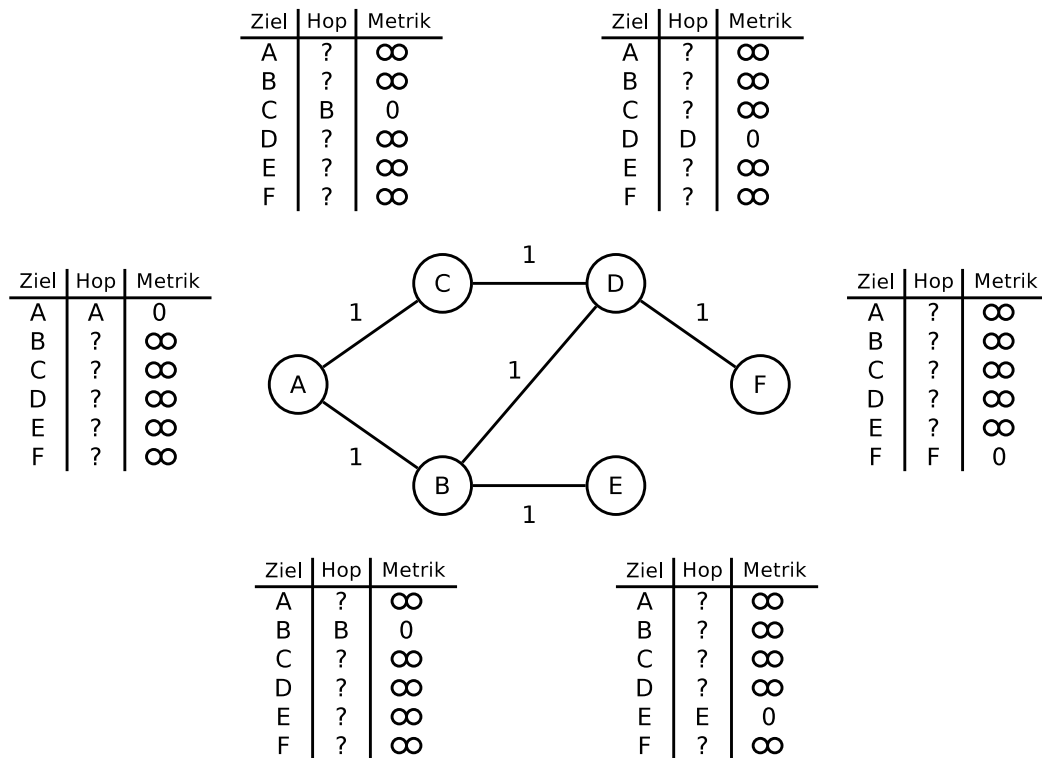 Ziel Hop Metrik
A ? ∞
B ? ∞
C B 0
D ? ∞
E ? ∞
F ? ∞
Ziel Hop Metrik
A ? ∞
B ? ∞
C ? ∞
D D 0
E ? ∞
F ? ∞
Ziel Hop Metrik
A A 0
B ? ∞
C ? ∞
D ? ∞
E ? ∞
F ? ∞
1
C D
1 1
A 1 F
1
B E
1
Ziel Hop Metrik
A ? ∞
B ? ∞
C ? ∞
D ? ∞
E ? ∞
F F 0
Ziel Hop Metrik
A ? ∞
B B 0
C ? ∞
D ? ∞
E ? ∞
F ? ∞
Ziel Hop Metrik
A ? ∞
B ? ∞
C ? ∞
D ? ∞
E E 0
F ? ∞